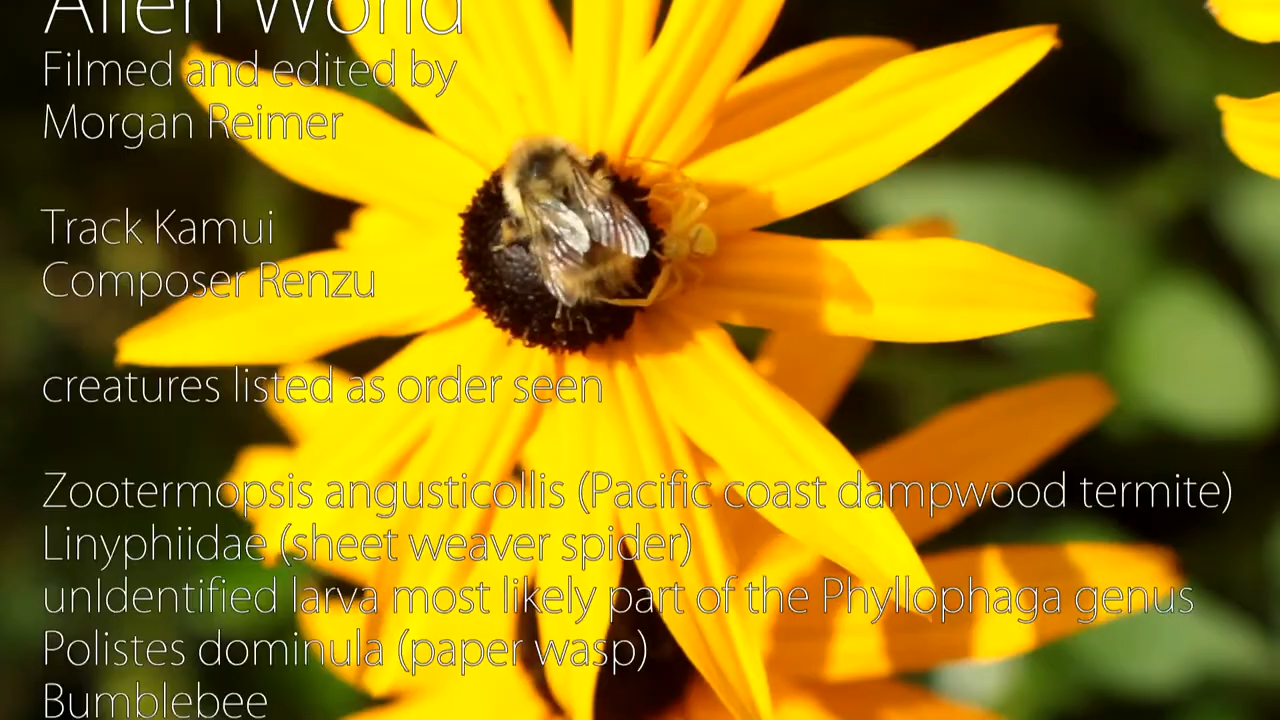 Alien World
Filmed and edited by
Morgan Reimer
Track Kamui
Composer Renzu
creatures listed as order seen
Zootermopsis angusticollis (Pacific coast dampwood termite)
Linyphiidae (sheet weaver spider)
unIdentified larva most likely part of the Phyllophaga genus
Polistes dominula (paper wasp)
Bumblebee